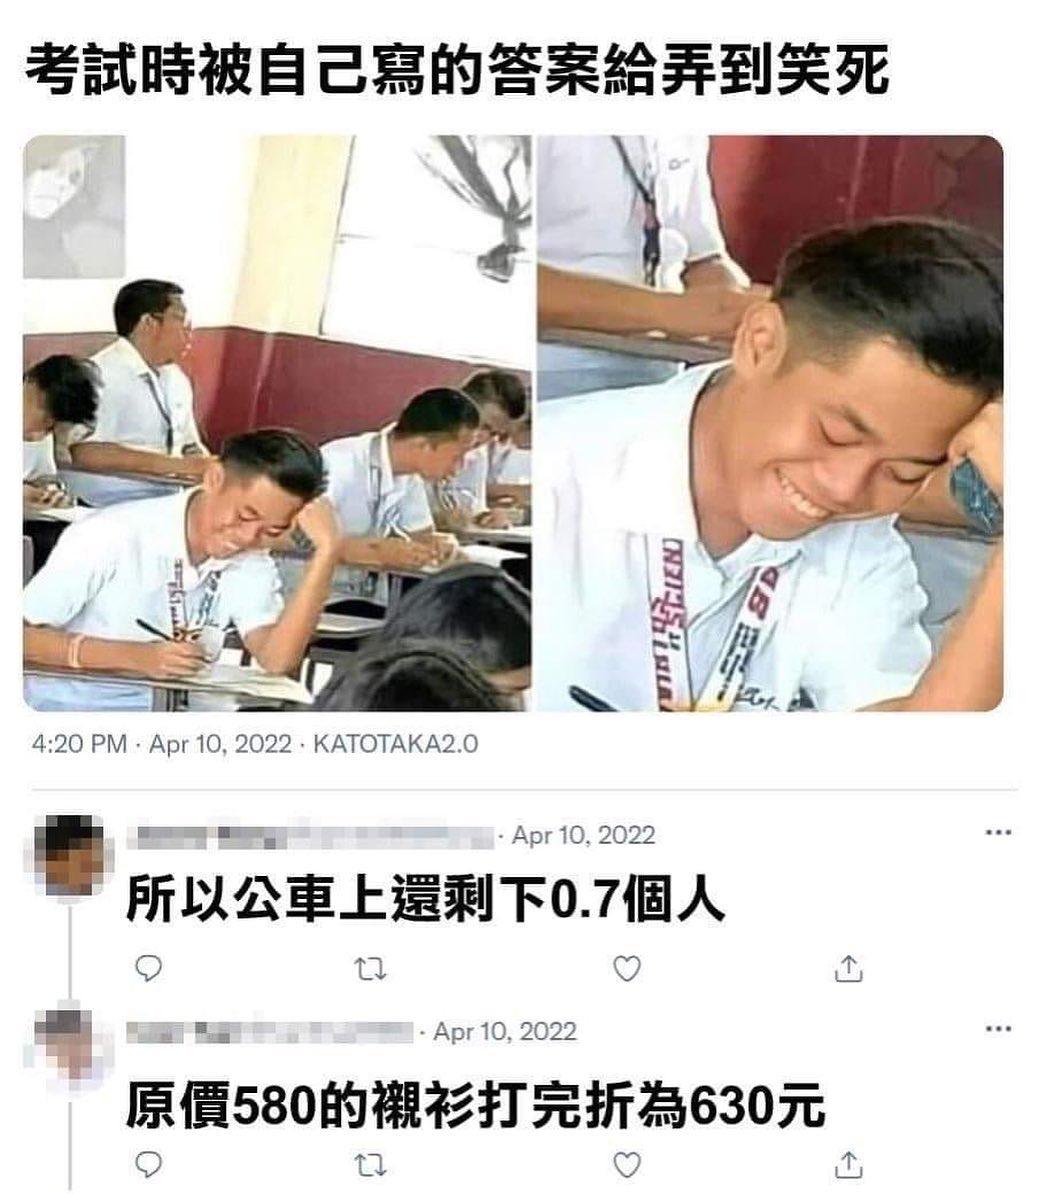 考試時被自己寫的答案給弄到笑死
4:20 PM · Apr 10, 2022 · KATOTAKA2.0
· Apr 10, 2022
所以公車上還剩下0.7個人
· Apr 10, 2022
原價580的襯衫打完折為630元